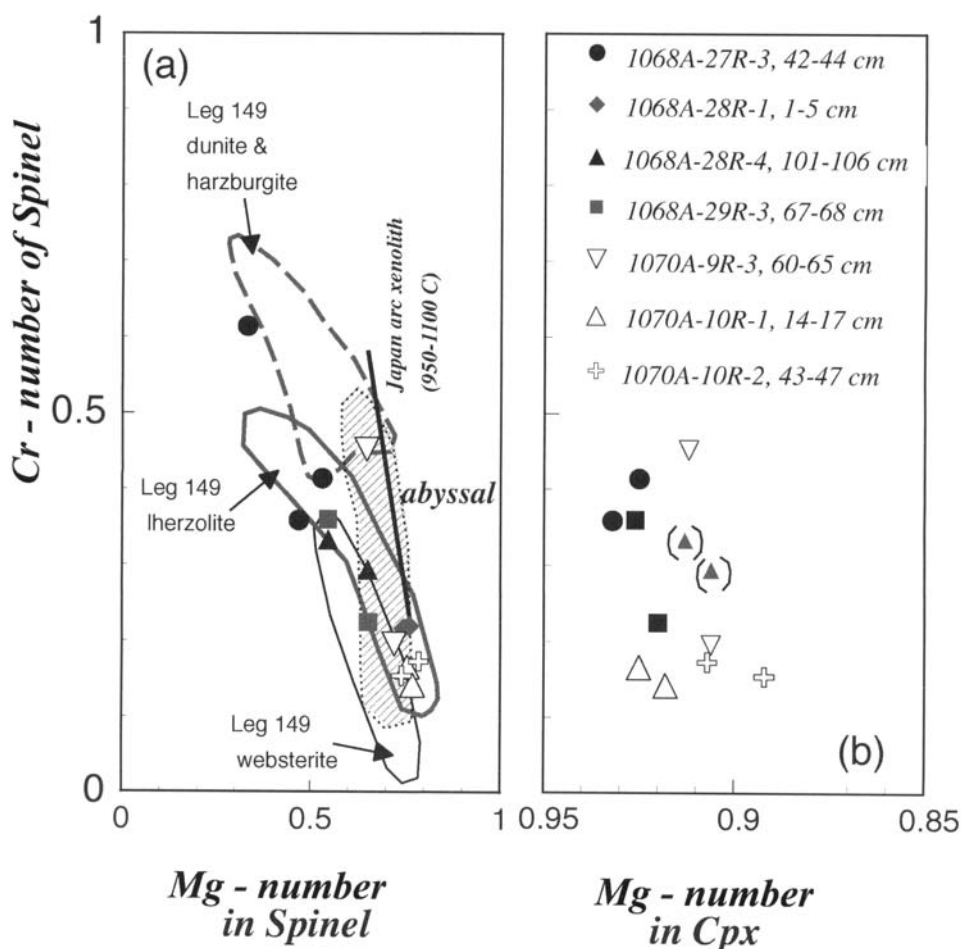 1
(a)
Leg 149
dunite &
harzburgite
Japan arc xenolith
(950-1100 C)
Cr - number of Spinel
0.5
abyssal
Leg 149
lherzolite
Leg 149
websterite
0
0
0.5
1
Mg - number
in Spinel
1068A-27R-3, 42-44 cm
1068A-28R-1, 1-5 cm
1068A-28R-4, 101-106 cm
1068A-29R-3, 67-68 cm
1070A-9R-3, 60-65 cm
1070A-10R-1, 14-17 cm
1070A-10R-2, 43-47 cm
(b)
0.95
0.9
0.85
Mg - number
in Cpx